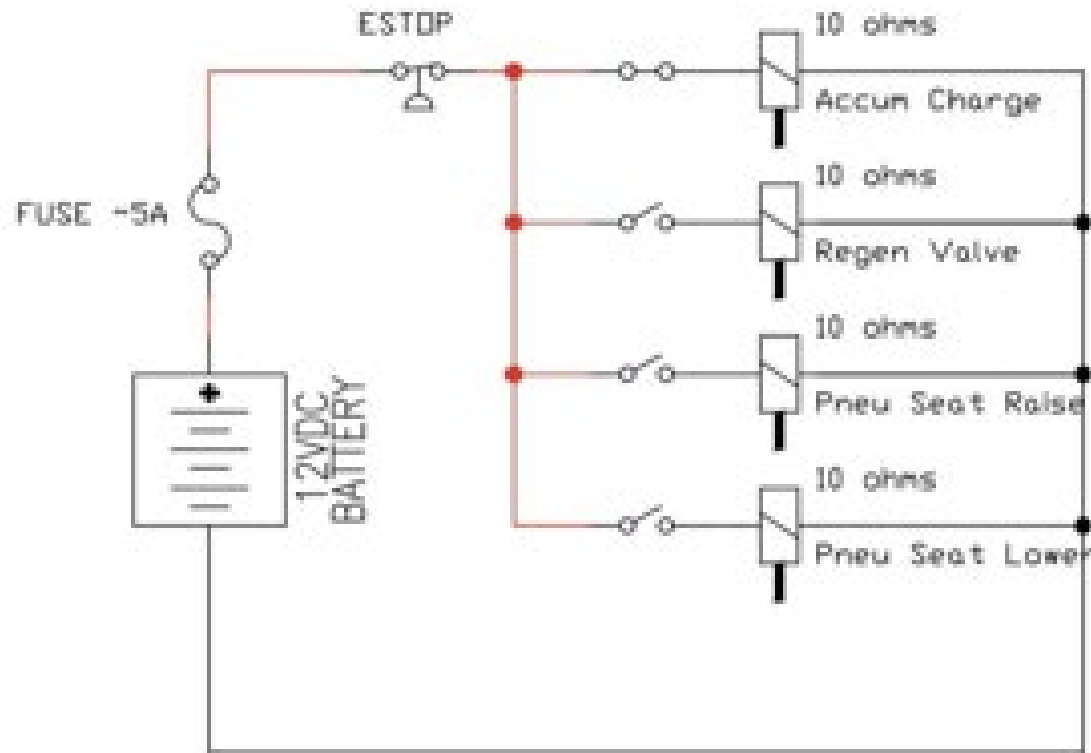 ESTOP
10 ohms
Accum Charge
10 ohms
Regen Valve
FUSE ~5A
10 ohms
Pneu Seat Raise
12VDC
BATTERY
10 ohms
Pneu Seat Lower